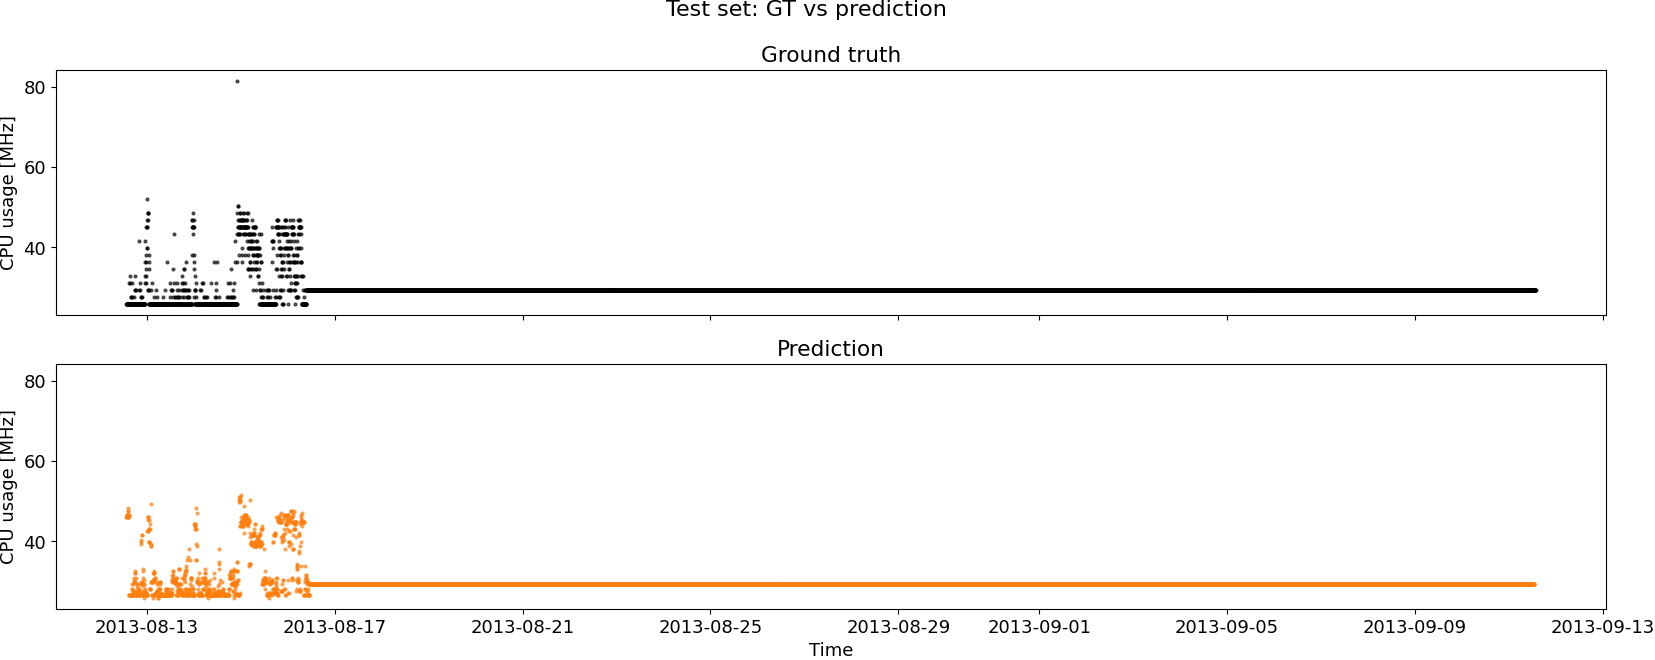 Test set: GT vs prediction
Ground truth
CPU usage [MHz]
80
60
40
Prediction
CPU usage [MHz]
80
60
40
2013-08-13 2013-08-17 2013-08-21 2013-08-25 2013-08-29 2013-09-01 2013-09-05 2013-09-09 2013-09-13
Time